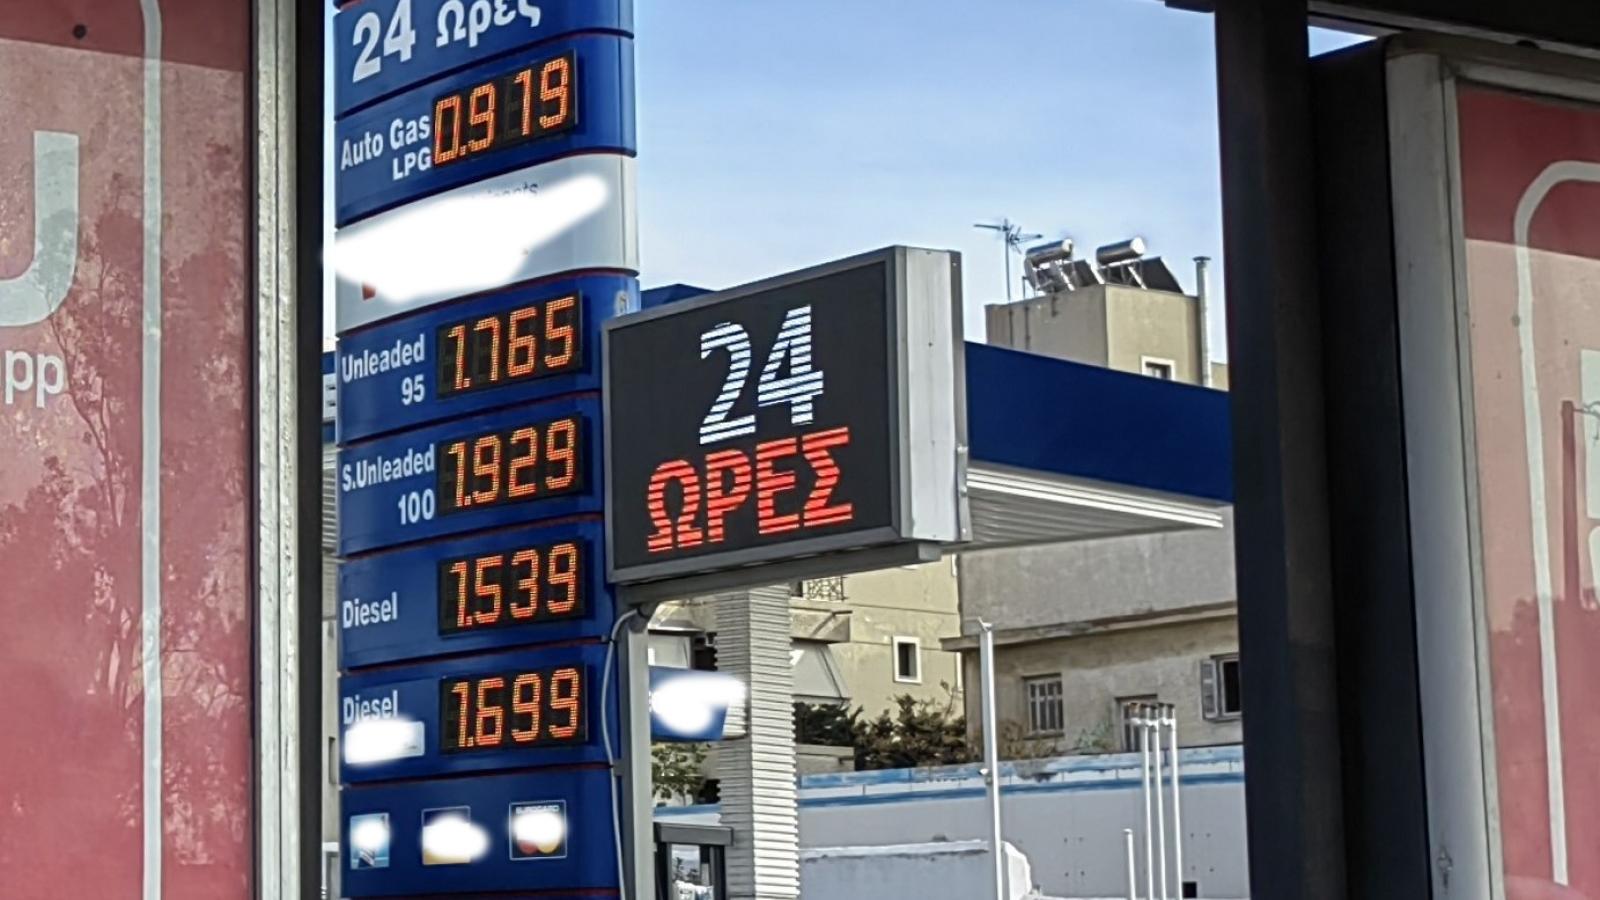 24 Ωρες
Auto Gas 0.919
LPG
Unleaded 1.765
95
24
ΩΡΕΣ
S.Unleaded 1.929
100
Diesel 1.539
Diesel 1.699
pp